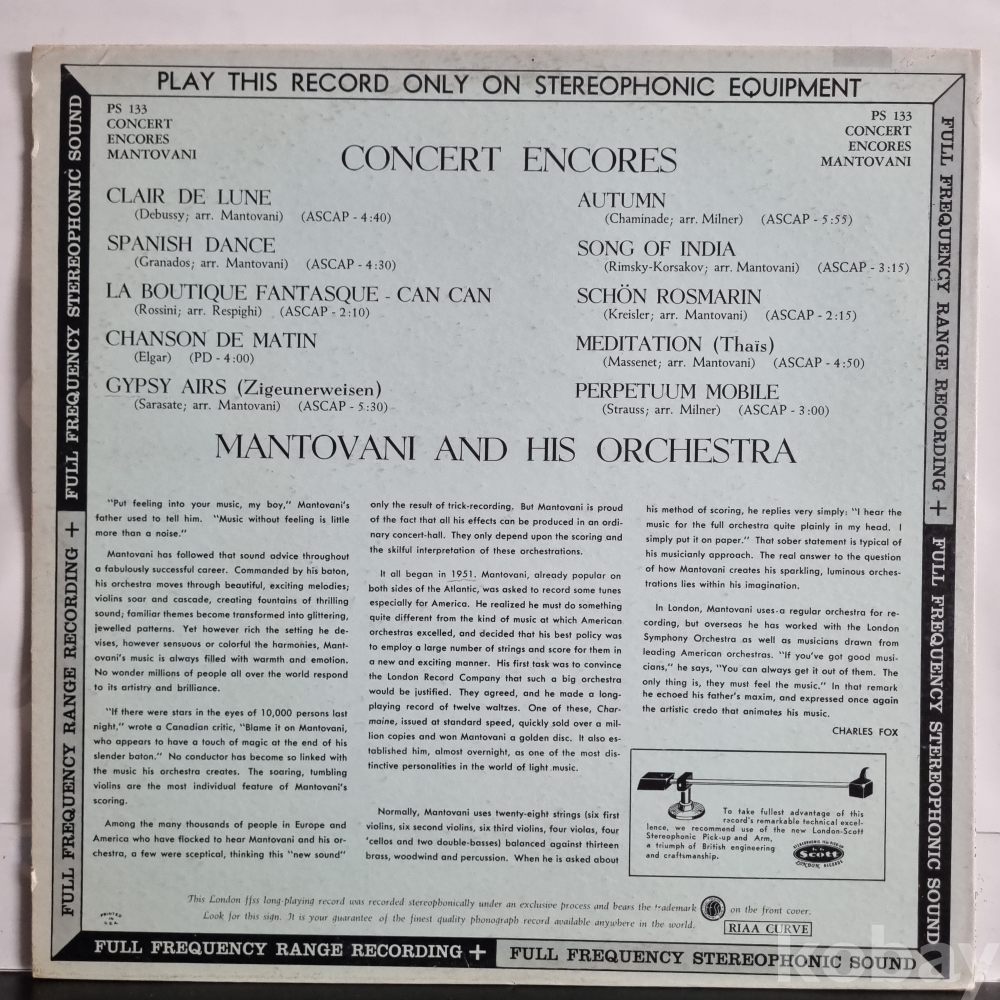 PLAY THIS RECORD ONLY ON STEREOPHONIC EQUIPMENT
PS 133
CONCERT
ENCORES
MANTOVANI
PS 133
CONCERT
ENCORES
MANTOVANI
CONCERT ENCORES
CLAIR DE LUNE
(Debussy; arr. Mantovani) (ASCAP - 4:40)
SPANISH DANCE
(Granados; arr. Mantovani) (ASCAP - 4:30)
LA BOUTIQUE FANTASQUE - CAN CAN
(Rossini; arr. Respighi) (ASCAP - 2:10)
CHANSON DE MATIN
(Elgar) (PD - 4:00)
GYPSY AIRS (Zigeunerweisen)
(Sarasate; arr. Mantovani) (ASCAP - 5:30)
AUTUMN
(Chaminade; arr. Milner) (ASCAP - 5:55)
SONG OF INDIA
(Rimsky-Korsakov; arr. Mantovani) (ASCAP - 3:15)
SCHÖN ROSMARIN
(Kreisler; arr. Mantovani) (ASCAP - 2:15)
MEDITATION (Thaïs)
(Massenet; arr. Mantovani) (ASCAP - 4:50)
PERPETUUM MOBILE
(Strauss; arr. Milner) (ASCAP - 3:00)
MANTOVANI AND HIS ORCHESTRA
"Put feeling into your music, my boy," Mantovani's
father used to tell him. "Music without feeling is little
more than a noise."
Mantovani has followed that sound advice throughout
a fabulously successful career. Commanded by his baton,
his orchestra moves through beautiful, exciting melodies;
violins soar and cascade, creating fountains of thrilling
sound; familiar themes become transformed into glittering,
jewelled patterns. Yet however rich the setting he de-
vises, however sensuous or colorful the harmonies, Mant-
ovani's music is always filled with warmth and emotion.
No wonder millions of people all over the world respond
to its artistry and brilliance.
"If there were stars in the eyes of 10,000 persons last
night," wrote a Canadian critic, "Blame it on Mantovani,
who appears to have a touch of magic at the end of his
slender baton." No conductor has become so linked with
the music his orchestra creates. The soaring, tumbling
violins are the most individual feature of Mantovani's
scoring.
Among the many thousands of people in Europe and
America who have flocked to hear Mantovani and his or-
chestra, a few were sceptical, thinking this "new sound"
only the result of trick-recording. But Mantovani is proud
of the fact that all his effects can be produced in an ordi-
nary concert-hall. They only depend upon the scoring and
the skilful interpretation of these orchestrations.
It all began in 1951. Mantovani, already popular on
both sides of the Atlantic, was asked to record some tunes
especially for America. He realized he must do something
quite different from the kind of music at which American
orchestras excelled, and decided that his best policy was
to employ a large number of strings and score for them in
a new and exciting manner. His first task was to convince
the London Record Company that such a big orchestra
would be justified. They agreed, and he made a long-
playing record of twelve waltzes. One of these, Char-
maine, issued at standard speed, quickly sold over a mil-
lion copies and won Mantovani a golden disc. It also es-
tablished him, almost overnight, as one of the most dis-
tinctive personalities in the world of light music.
Normally, Mantovani uses twenty-eight strings (six first
violins, six second violins, six third violins, four violas, four
'cellos and two double-basses) balanced against thirteen
brass, woodwind and percussion. When he is asked about
his method of scoring, he replies very simply: "I hear the
music for the full orchestra quite plainly in my head. I
simply put it on paper." That sober statement is typical of
his musicianly approach. The real answer to the question
of how Mantovani creates his sparkling, luminous orches-
trations lies within his imagination.
In London, Mantovani uses a regular orchestra for re-
cording, but overseas he has worked with the London
Symphony Orchestra as well as musicians drawn from
leading American orchestras. "If you've got good musi-
cians," he says, "You can always get it out of them. The
only thing is, they must feel the music." In that remark
he echoed his father's maxim, and expressed once again
the artistic credo that animates his music.
CHARLES FOX
To take fullest advantage of this
record's remarkable technical excel-
lence, we recommend use of the new London-Scott
Stereophonic Pick-up and Arm,
a triumph of British engineering
and craftsmanship.
Scott
This London ffss long-playing record was recorded stereophonically under an exclusive process and bears the trademark on the front cover.
Look for this sign. It is your guarantee of the finest quality phonograph record available anywhere in the world.
RIAA CURVE
PRINTED
IN
U.S.A.
FULL FREQUENCY RANGE RECORDING + FULL FREQUENCY STEREOPHONIC SOUND
FULL FREQUENCY RANGE RECORDING + FULL FREQUENCY STEREOPHONIC SOUND
FULL FREQUENCY RANGE RECORDING + FULL FREQUENCY STEREOPHONIC SOUND
kobay